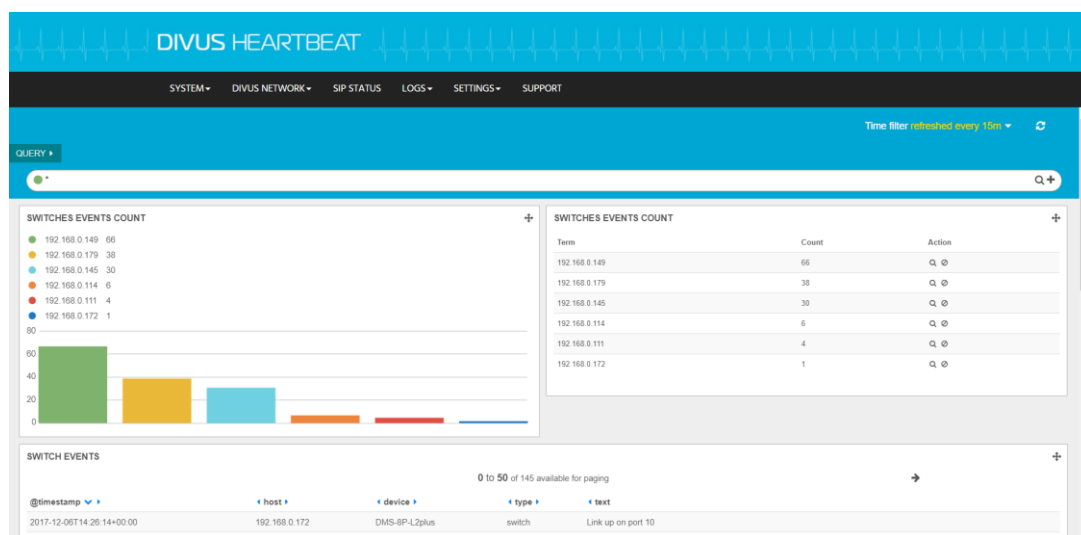 DIVUS HEARTBEAT
SYSTEM DIVUS NETWORK SIP STATUS LOGS SETTINGS SUPPORT
Time filter refreshed every 15m
QUERY
*
SWITCHES EVENTS COUNT
192.168.0.149 66
192.168.0.179 38
192.168.0.145 30
192.168.0.114 6
192.168.0.111 4
192.168.0.172 1
80
60
40
20
0
SWITCHES EVENTS COUNT
Term Count Action
192.168.0.149 66
192.168.0.179 38
192.168.0.145 30
192.168.0.114 6
192.168.0.111 4
192.168.0.172 1
SWITCH EVENTS
0 to 50 of 145 available for paging
@timestamp host device type text
2017-12-06T14:26:14+00:00 192.168.0.172 DMS-8P-L2plus switch Link up on port 10